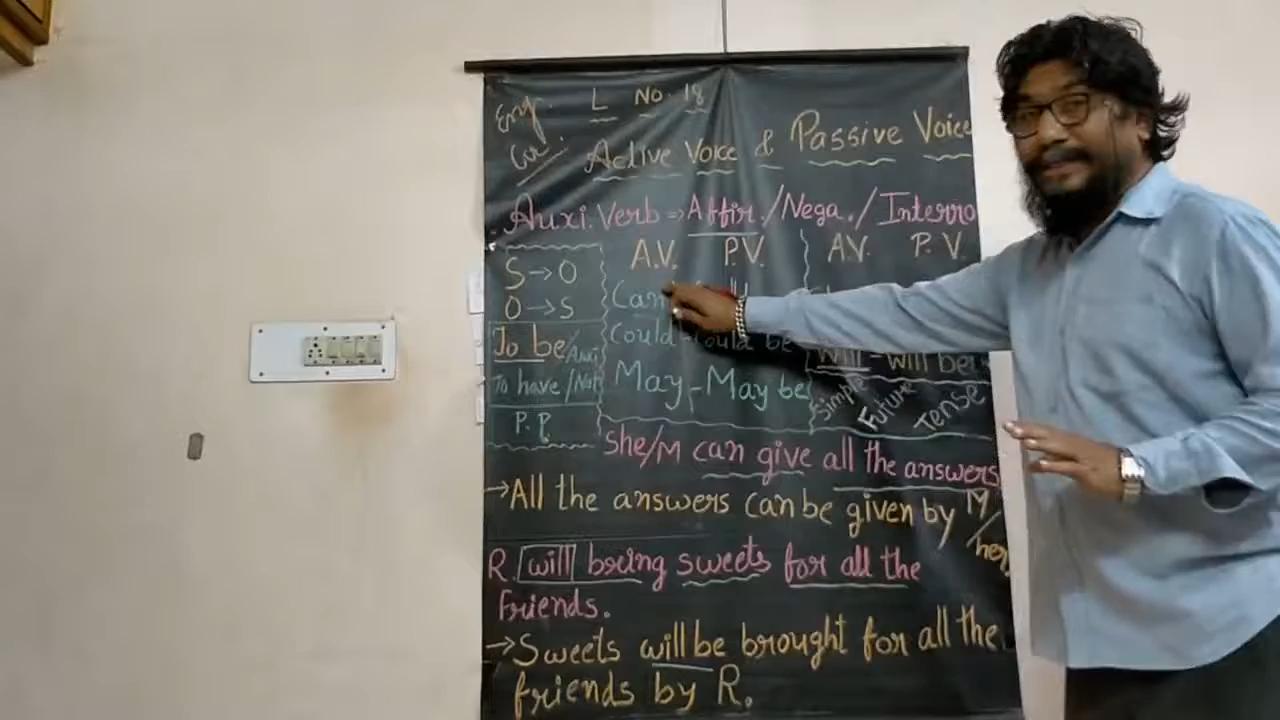 Eng. L No. 18
Gr.: Active Voice & Passive Voice
Auxi. Verb ⇒ Affir. / Nega. / Interro
A.V. P.V. A.V. P.V.
S → O
O → S Can
To be / Auxi Could - Could be will - will be
To have / Not May - May be Simple Future Tense
P.P.
She/M can give all the answers
→ All the answers can be given by M/her.
R. will bring sweets for all the
friends.
→ Sweets will be brought for all the
friends by R.